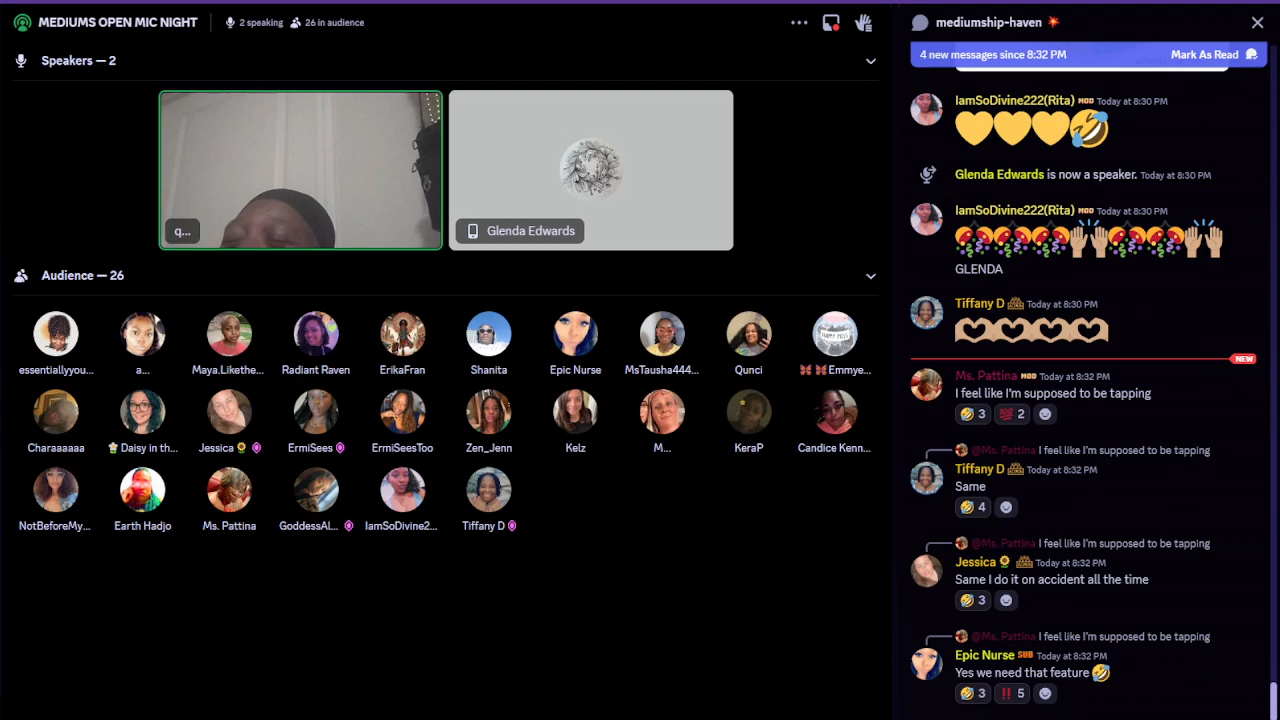 MEDIUMS OPEN MIC NIGHT
2 speaking 26 in audience
Speakers — 2
q...
Glenda Edwards
Audience — 26
essentiallyyou...
a...
Maya.Likethe...
Radiant Raven
ErikaFran
Shanita
Epic Nurse
MsTausha444...
Qunci
Emmye...
Charaaaaaa
Daisy in th...
Jessica
ErmiSees
ErmiSeesToo
Zen_Jenn
Kelz
M...
KeraP
Candice Kenn...
NotBeforeMy...
Earth Hadjo
Ms. Pattina
GoddessAL...
IamSoDivine2...
Tiffany D
mediumship-haven
4 new messages since 8:32 PM Mark As Read
IamSoDivine222(Rita) MOD Today at 8:30 PM
Glenda Edwards is now a speaker. Today at 8:30 PM
IamSoDivine222(Rita) MOD Today at 8:30 PM
GLENDA
Tiffany D Today at 8:30 PM
NEW
Ms. Pattina MOD Today at 8:32 PM
I feel like I'm supposed to be tapping
3 2
@Ms. Pattina I feel like I'm supposed to be tapping
Tiffany D Today at 8:32 PM
Same
4
@Ms. Pattina I feel like I'm supposed to be tapping
Jessica Today at 8:32 PM
Same I do it on accident all the time
3
@Ms. Pattina I feel like I'm supposed to be tapping
Epic Nurse SUB Today at 8:32 PM
Yes we need that feature
3 5